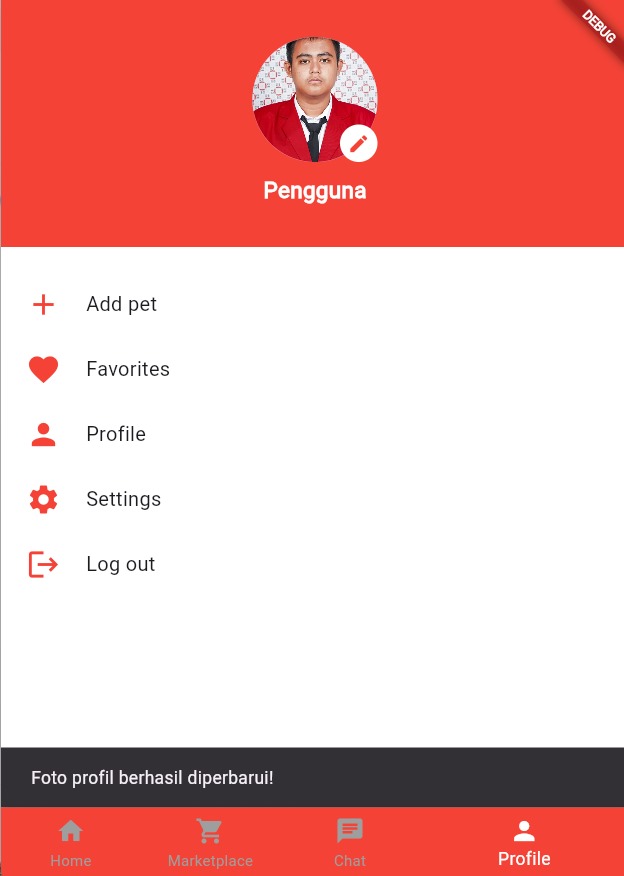 DEBUG
Pengguna
Add pet
Favorites
Profile
Settings
Log out
Foto profil berhasil diperbarui!
Home
Marketplace
Chat
Profile